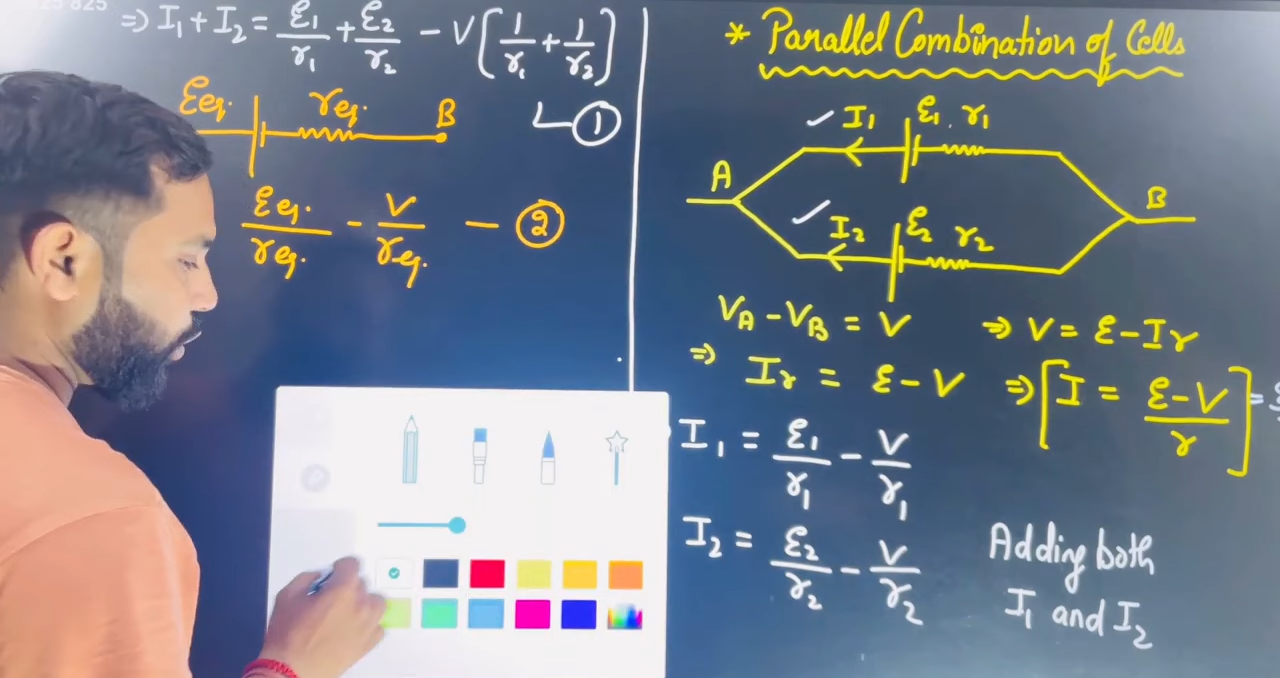 ⇒ I₁ + I₂ = ε₁/r₁ + ε₂/r₂ − V[1/r₁ + 1/r₂]
①
εeq. req. B
εeq./req. − V/req. — ②
* Parallel Combination of Cells
I₁ ε₁, r₁
A
B
I₂ ε₂ r₂
V_A − V_B = V ⇒ V = ε − Ir
⇒ Ir = ε − V ⇒ [I = (ε − V)/r] =
I₁ = ε₁/r₁ − V/r₁
I₂ = ε₂/r₂ − V/r₂
Adding both
I₁ and I₂